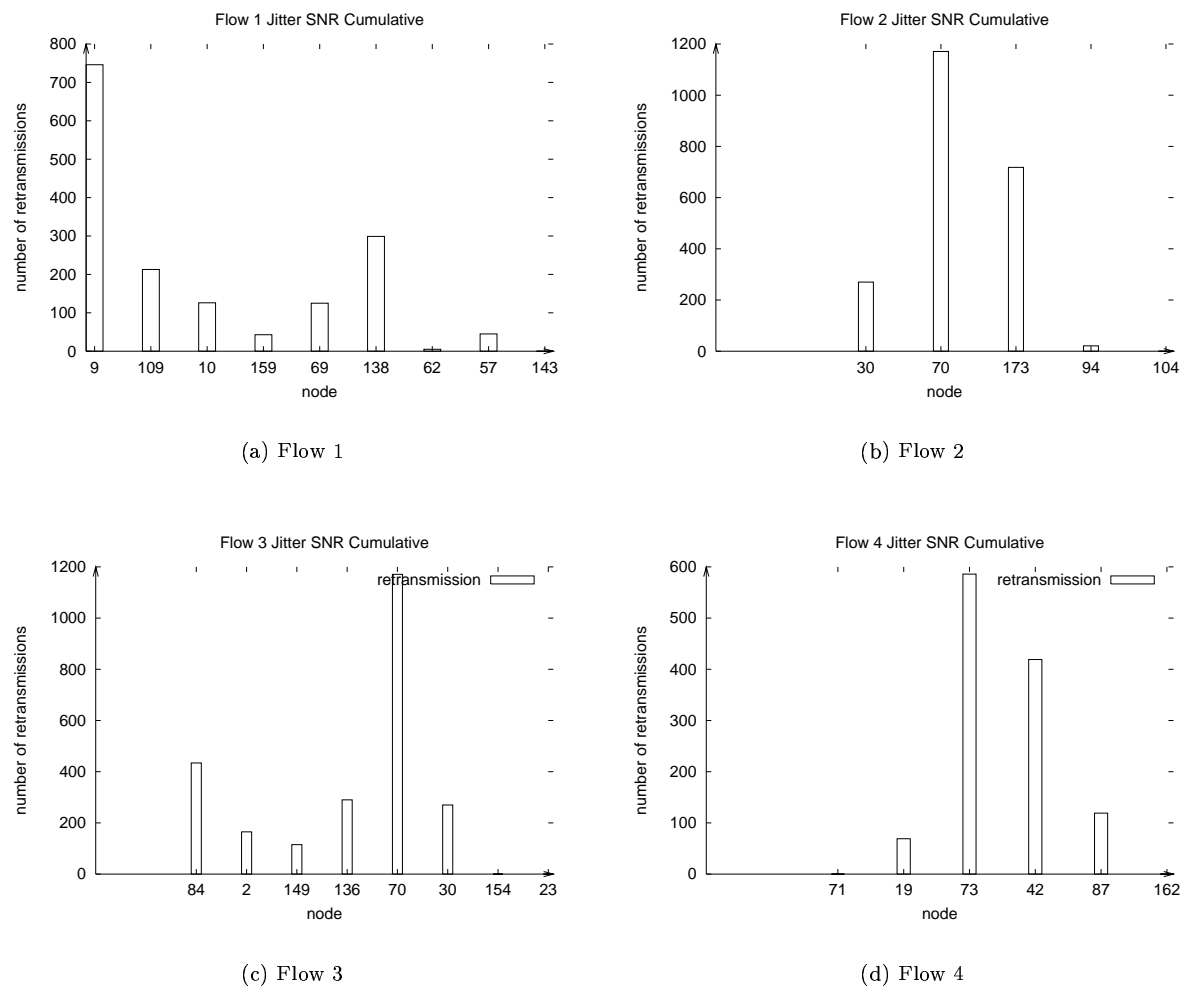 Flow 1 Jitter SNR Cumulative
800
700
600
500
400
300
200
100
0
number of retransmissions
9 109 10 159 69 138 62 57 143
node
(a) Flow 1
Flow 2 Jitter SNR Cumulative
1200
1000
800
600
400
200
0
number of retransmissions
30 70 173 94 104
node
(b) Flow 2
Flow 3 Jitter SNR Cumulative
retransmission
1200
1000
800
600
400
200
0
number of retransmissions
84 2 149 136 70 30 154 23
node
(c) Flow 3
Flow 4 Jitter SNR Cumulative
retransmission
600
500
400
300
200
100
0
number of retransmissions
71 19 73 42 87 162
node
(d) Flow 4